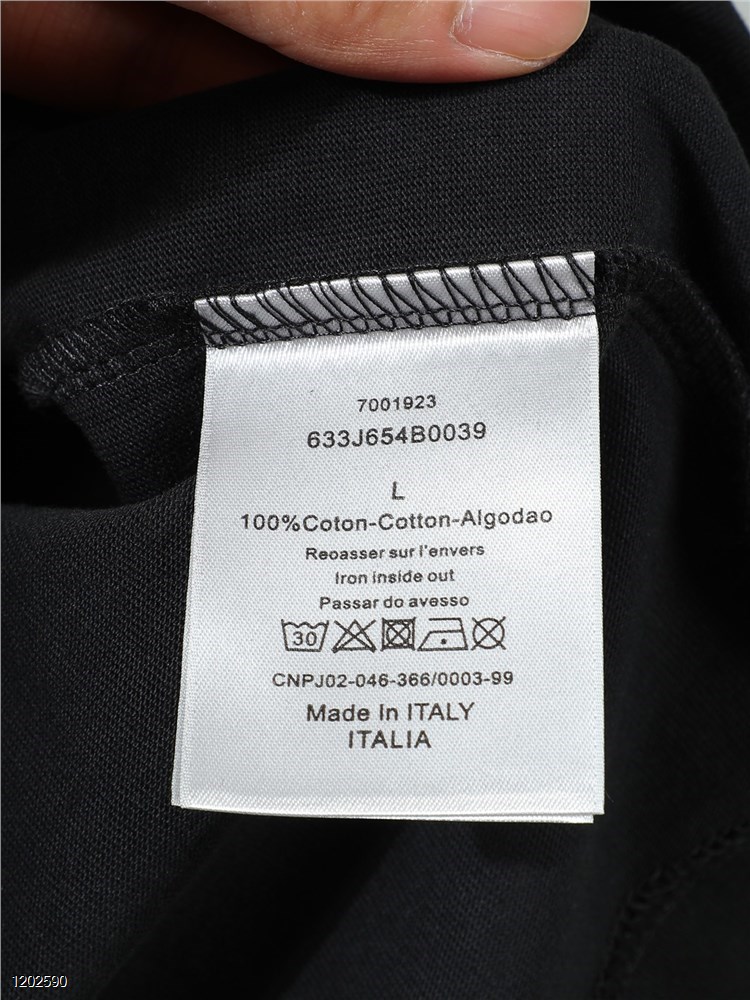 7001923
633J654B0039
L
100%Coton-Cotton-Algodao
Reoasser sur l'envers
Iron inside out
Passar do avesso
30
CNPJ02-046-366/0003-99
Made In ITALY
ITALIA
1202590